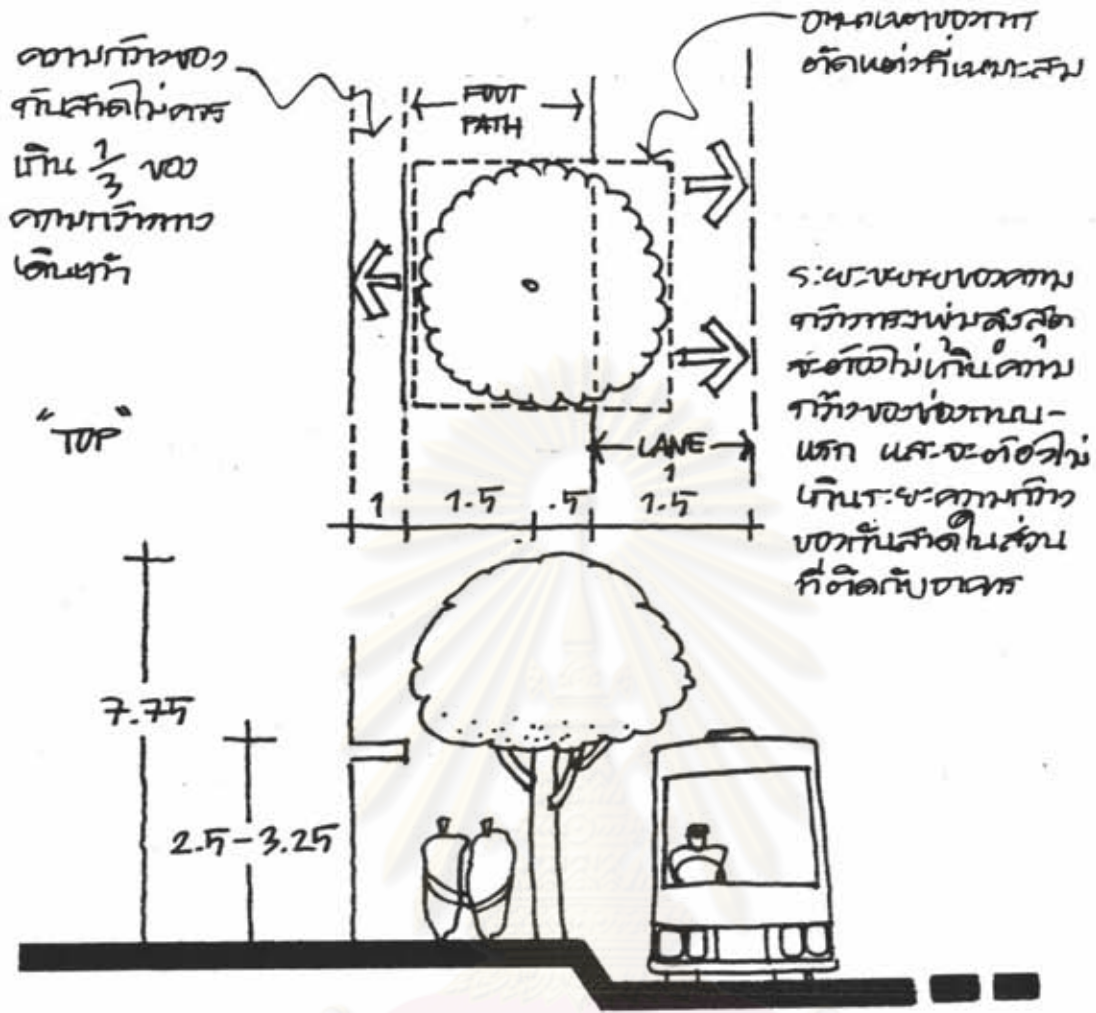 ความกว้างของ
กันสาดไม่ควร
เกิน 1/3 ของ
ความกว้างทาง
เดินเท้า
FOOT
PATH
อาณาเขตของการ
ตัดแต่งที่เหมาะสม
ระยะขยายของความ
กว้างทรงพุ่มสูงสุด
จะต้องไม่เกินความ
กว้างของช่องถนน-
แรก และจะต้องไม่
เกินระยะความกว้าง
ของกันสาดในส่วน
ที่ติดกับอาคาร
"TOP"
LANE
1 1.5 .5 1.5
7.75
2.5-3.25